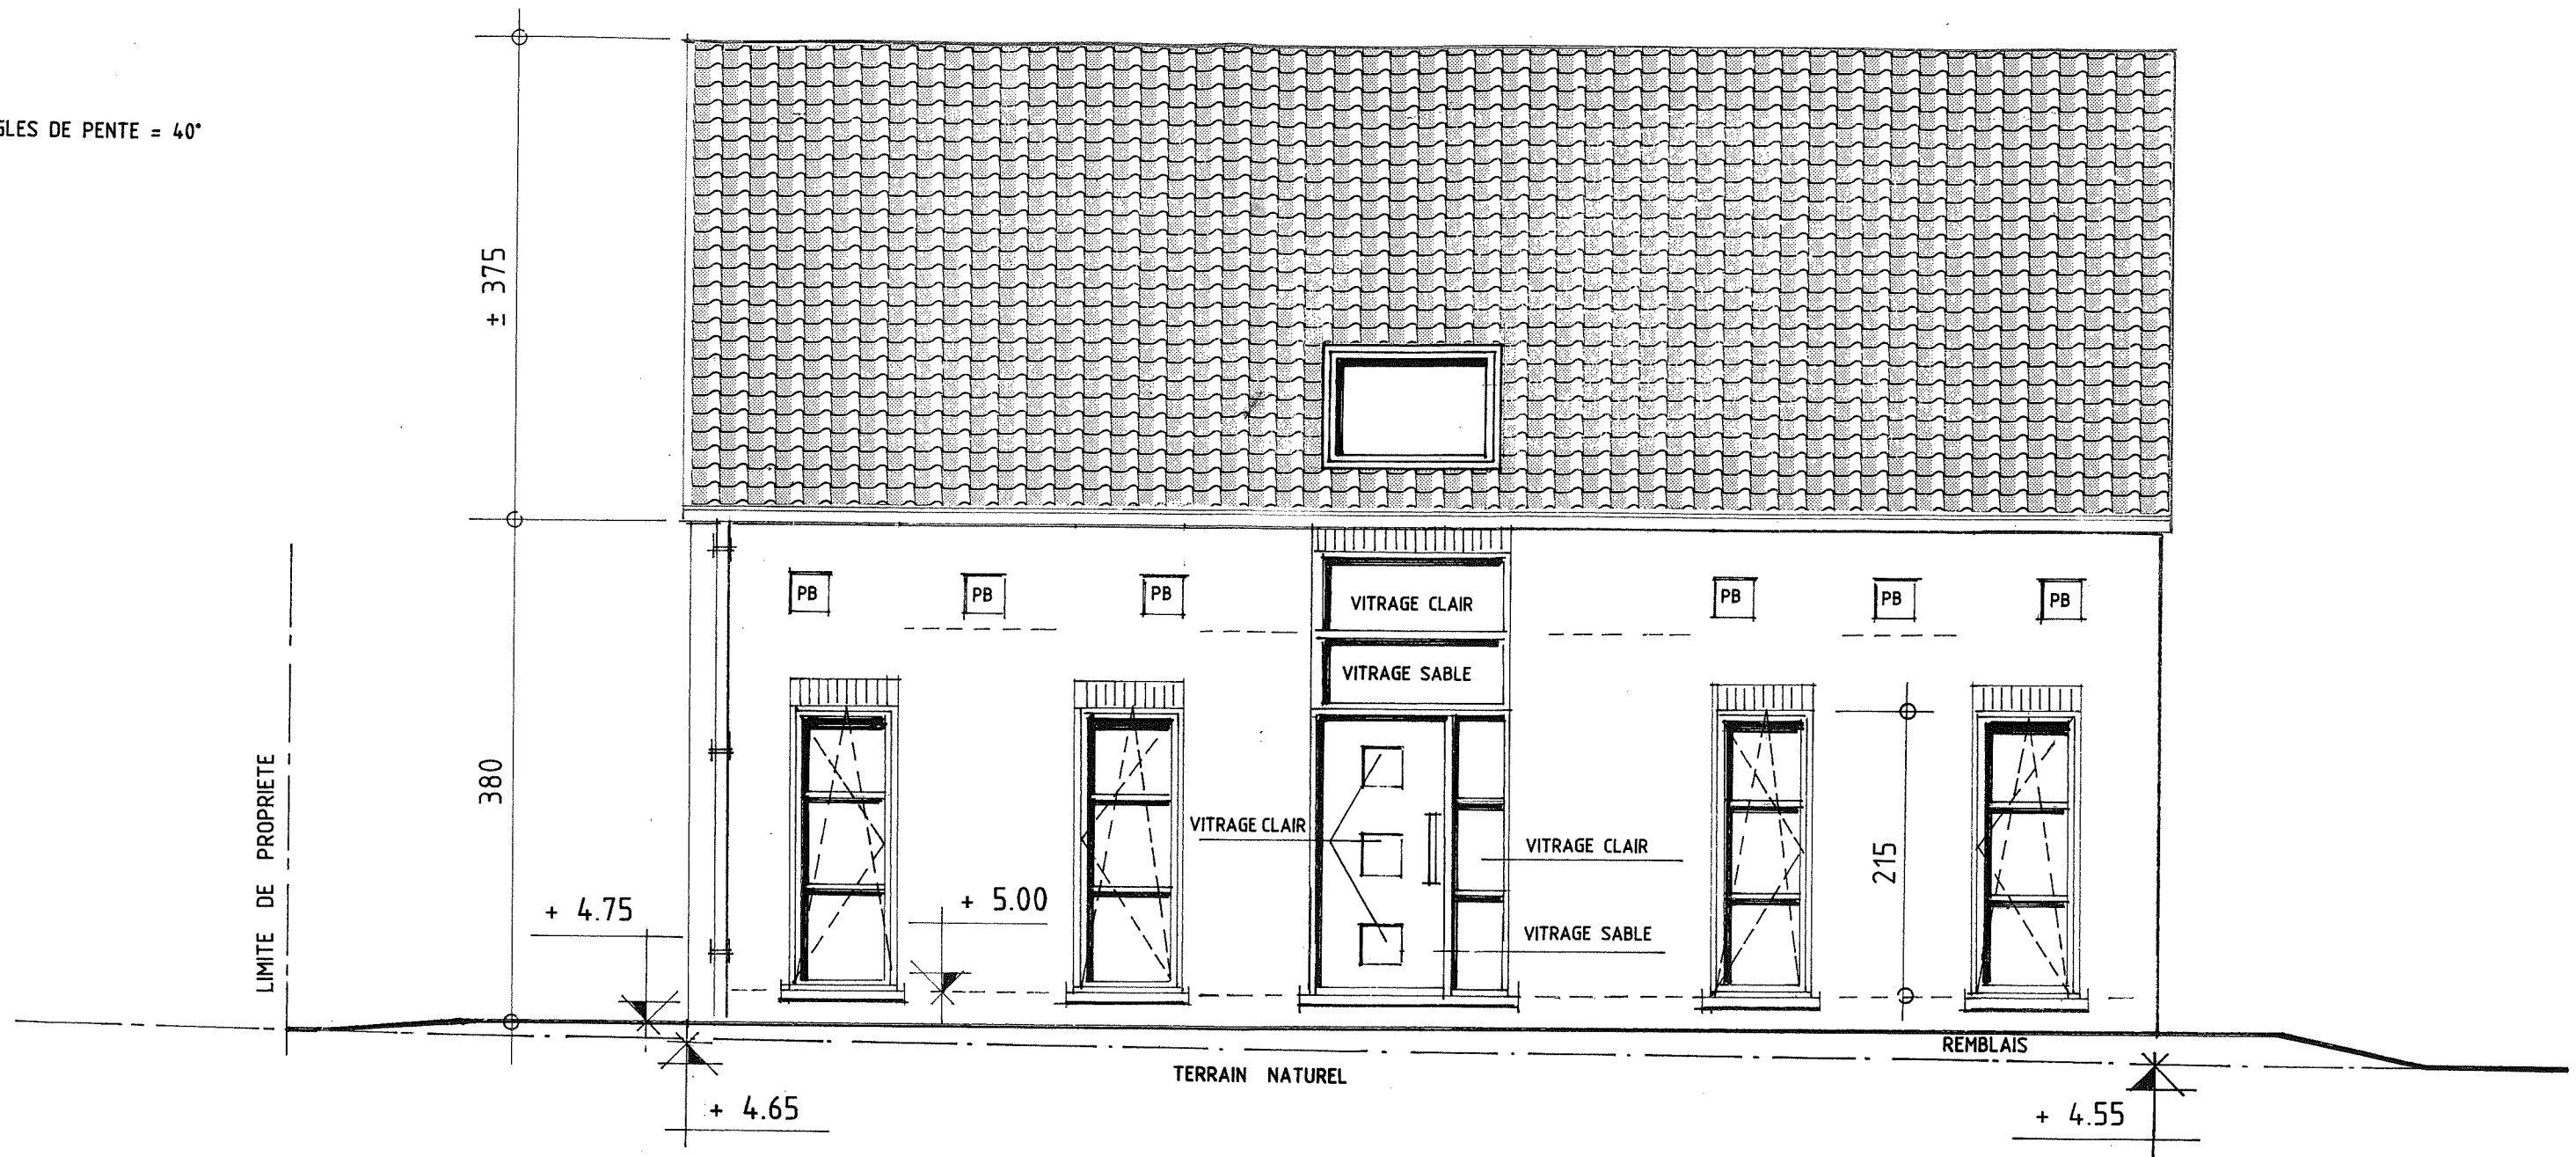 GLES DE PENTE = 40°
± 375
PB
PB
PB
VITRAGE CLAIR
PB
PB
PB
VITRAGE SABLE
LIMITE DE PROPRIETE
380
VITRAGE CLAIR
VITRAGE CLAIR
215
+ 4.75
+ 5.00
VITRAGE SABLE
REMBLAIS
TERRAIN NATUREL
+ 4.65
+ 4.55